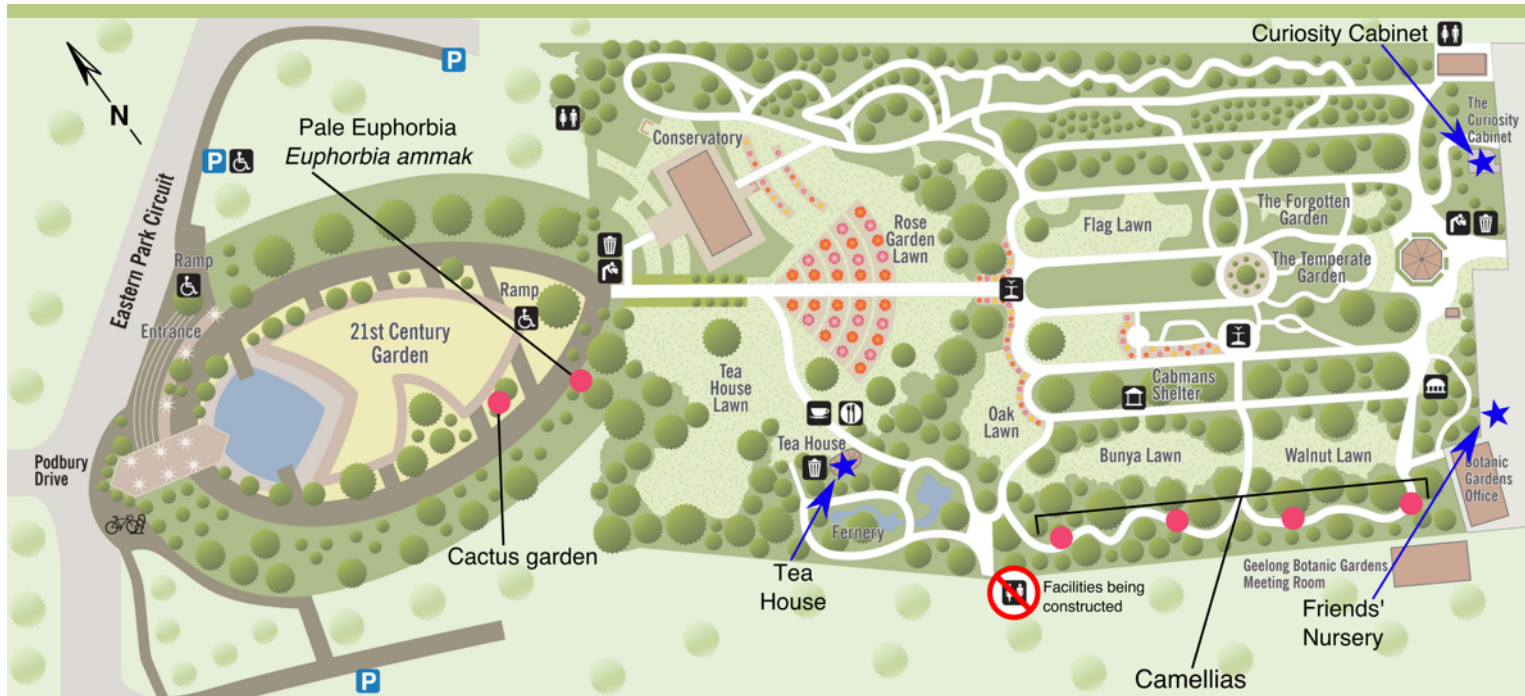 Curiosity Cabinet
P
N
Pale Euphorbia
Euphorbia ammak
The
Curiosity
Cabinet
Conservatory
P
Eastern Park Circuit
Rose
Garden
Lawn
Flag Lawn
The Forgotten
Garden
The Temperate
Garden
Ramp
Ramp
Entrance
21st Century
Garden
Tea
House
Lawn
Cabmans
Shelter
Oak
Lawn
Tea House
Bunya Lawn
Walnut Lawn
Podbury
Drive
Botanic
Gardens
Office
Fernery
Cactus garden
Geelong Botanic Gardens
Meeting Room
Tea
House
Facilities being
constructed
Friends'
Nursery
Camellias
P